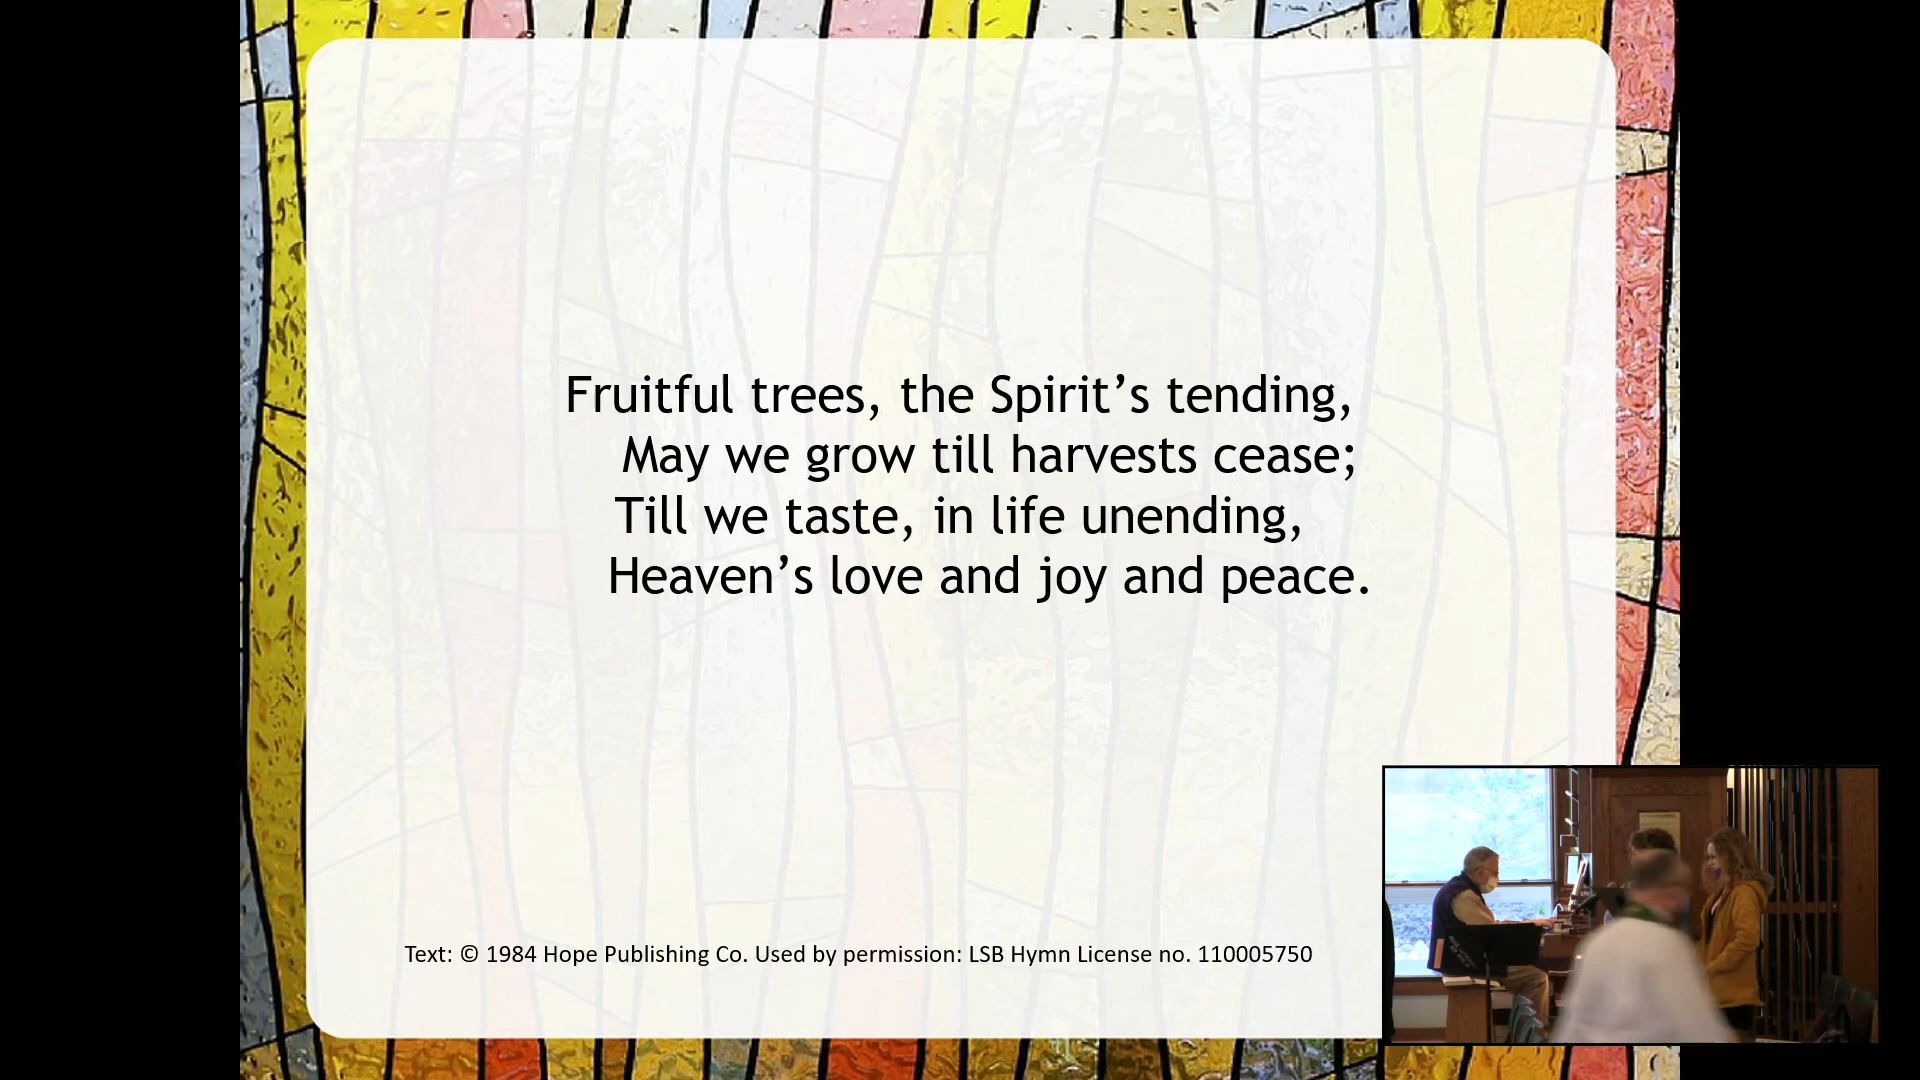 Fruitful trees, the Spirit’s tending,
May we grow till harvests cease;
Till we taste, in life unending,
Heaven’s love and joy and peace.
Text: © 1984 Hope Publishing Co. Used by permission: LSB Hymn License no. 110005750